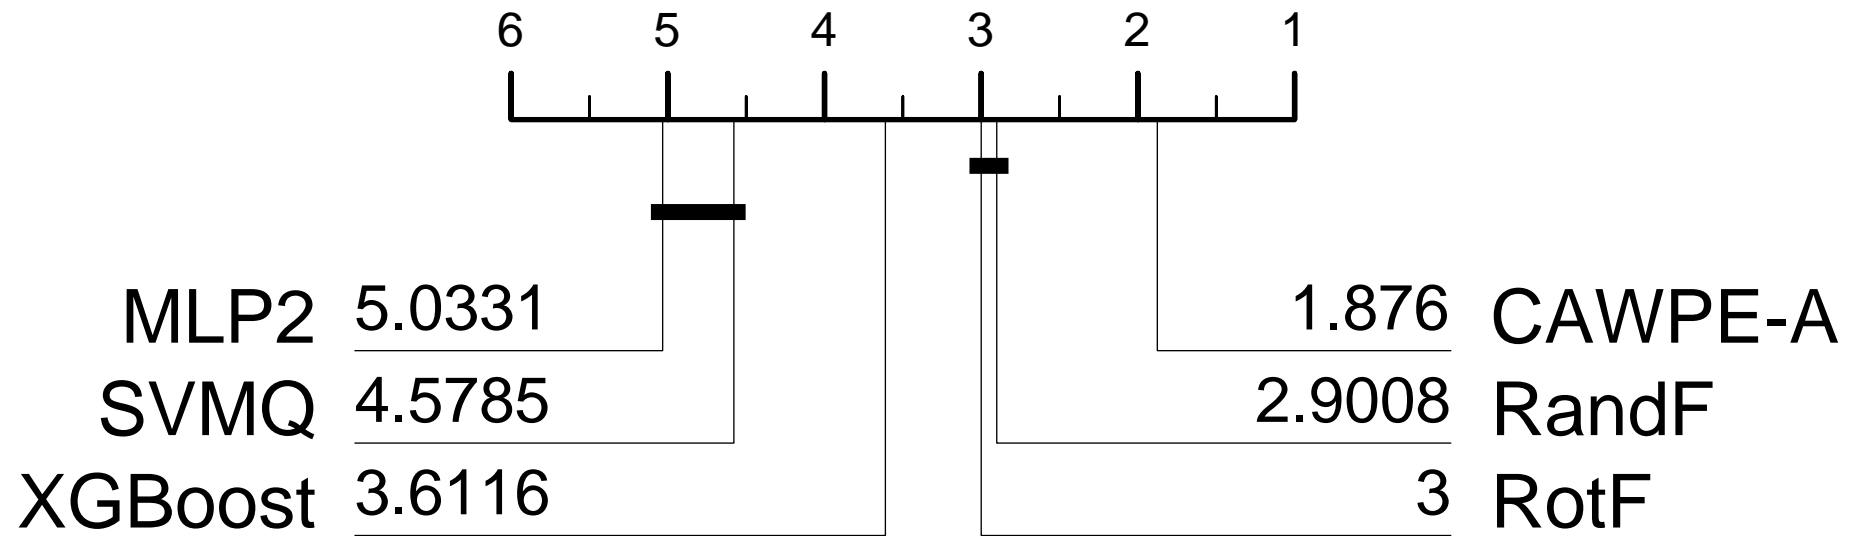 6 5 4 3 2 1
MLP2 5.0331 1.876 CAWPE-A
SVMQ 4.5785 2.9008 RandF
XGBoost 3.6116 3 RotF